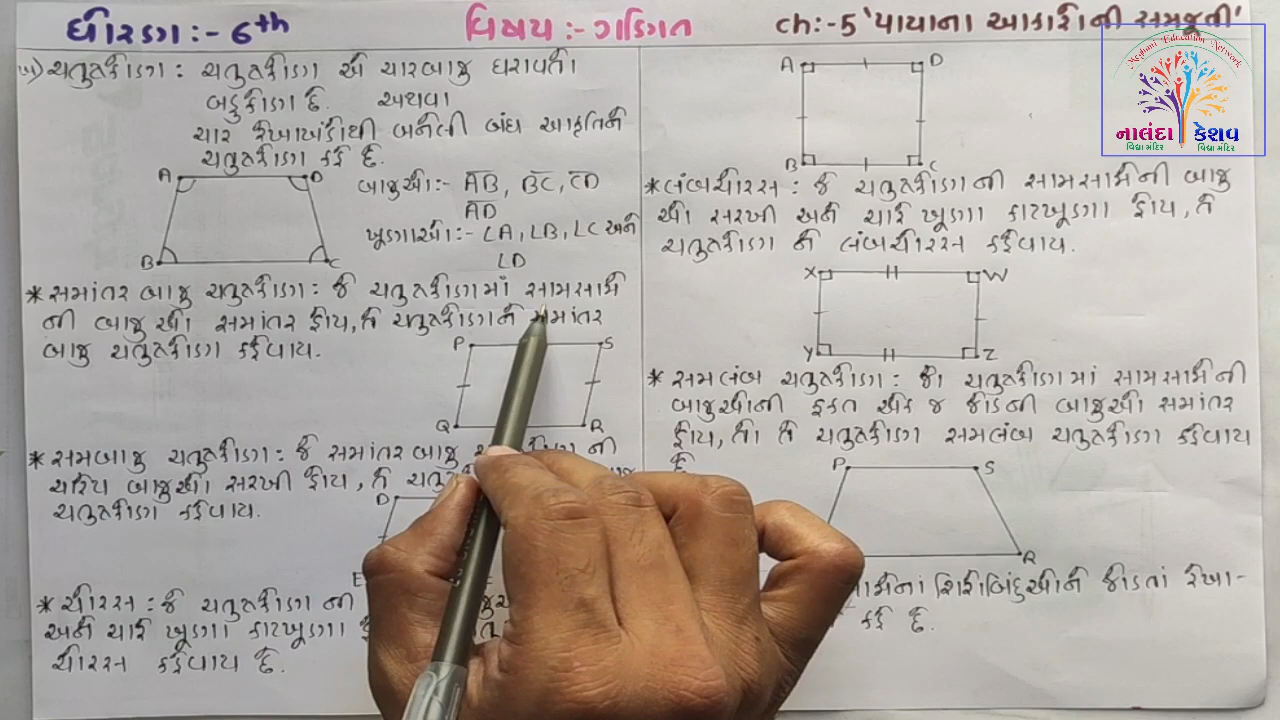 ધોરણ:- 6th
વિષય:- ગણિત
ch:-5 'પાયાના આકારોની સમજૂતી'
Meghani Education Network
નાલંદા કેશવ
વિદ્યા મંદિર વિદ્યા મંદિર
ચતુષ્કોણ : ચતુષ્કોણ એ ચારબાજુ ધરાવતા
બહુકોણ છે. અથવા
ચાર રેખાખંડોથી બનેલી બંધ આકૃતિને
ચતુષ્કોણ કહે છે.
A D
B C
બાજુઓ:- AB, BC, CD
AD
ખૂણાઓ:- ∠A, ∠B, ∠C અને
∠D
* સમાંતર બાજુ ચતુષ્કોણ : જે ચતુષ્કોણમાં સામસામે
ની બાજુઓ સમાંતર હોય, તે ચતુષ્કોણને સમાંતર
બાજુ ચતુષ્કોણ કહેવાય.
P S
Q R
* સમબાજુ ચતુષ્કોણ : જે સમાંતર બાજુ ની
ચારેય બાજુઓ સરખી હોય, તે
ચતુષ્કોણ કહેવાય.
D
E
* ચોરસ : જે ચતુષ્કોણ ની
અને ચારે ખૂણા કાટખૂણા
ચોરસ કહેવાય છે.
A D
B C
* લંબચોરસ : જે ચતુષ્કોણની સામસામેની બાજુ
ઓ સરખી અને ચારે ખૂણા કાટખૂણા હોય, તે
ચતુષ્કોણ ને લંબચોરસ કહેવાય.
X W
Y Z
* સમલંબ ચતુષ્કોણ : જો ચતુષ્કોણમાં સામસામેની
બાજુઓની ફક્ત એક જ જોડની બાજુઓ સમાંતર
હોય, તો તે ચતુષ્કોણ સમલંબ ચતુષ્કોણ કહેવાય
છે
P S
R
શિરોબિંદુઓને જોડતાં રેખા-
કહે છે.